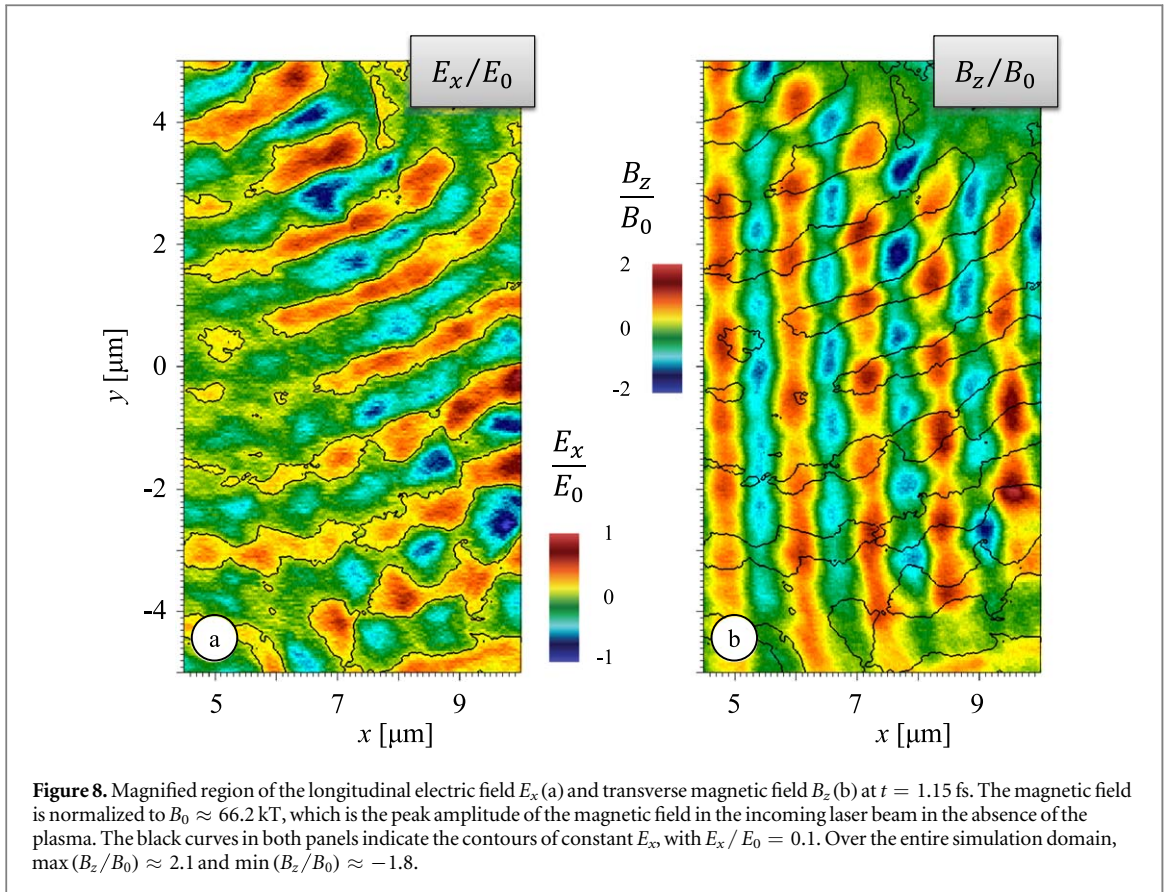 E_x/E_0
B_z/B_0
4
2
0
-2
-4
y [μm]
5 7 9
x [μm]
a
B_z
B_0
2
0
-2
E_x
E_0
1
0
-1
5 7 9
x [μm]
b
Figure 8. Magnified region of the longitudinal electric field E_x (a) and transverse magnetic field B_z (b) at t = 1.15 fs. The magnetic field
is normalized to B_0 ≈ 66.2 kT, which is the peak amplitude of the magnetic field in the incoming laser beam in the absence of the
plasma. The black curves in both panels indicate the contours of constant E_x, with E_x/E_0 = 0.1. Over the entire simulation domain,
max (B_z/B_0) ≈ 2.1 and min (B_z/B_0) ≈ −1.8.